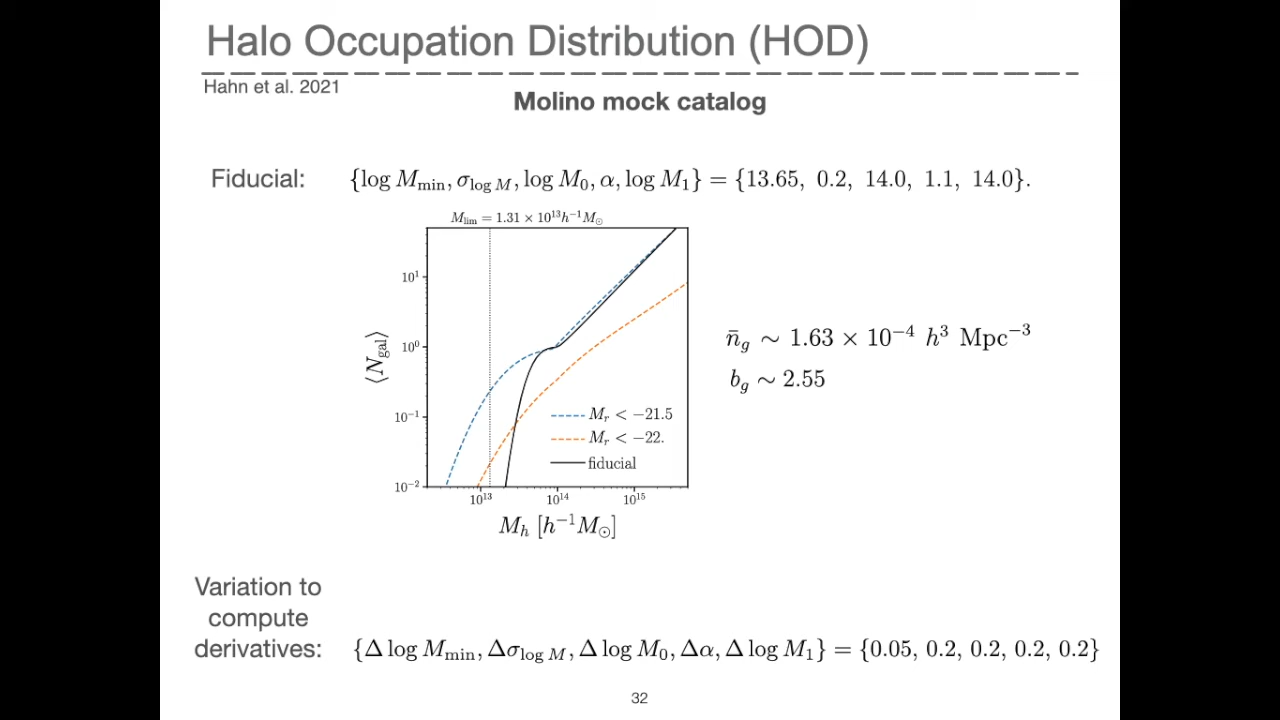 Halo Occupation Distribution (HOD)
Hahn et al. 2021
Molino mock catalog
Fiducial: {log M_min, σ_log M, log M_0, α, log M_1} = {13.65, 0.2, 14.0, 1.1, 14.0}.
M_lim = 1.31 × 10^13 h^−1 M_⊙
10^1
10^0
10^−1
10^−2
⟨N_gal⟩
M_r < −21.5
M_r < −22.
fiducial
10^13 10^14 10^15
M_h [h^−1 M_⊙]
n̄_g ∼ 1.63 × 10^−4 h^3 Mpc^−3
b_g ∼ 2.55
Variation to
compute
derivatives: {Δ log M_min, Δσ_log M, Δ log M_0, Δα, Δ log M_1} = {0.05, 0.2, 0.2, 0.2, 0.2}
32